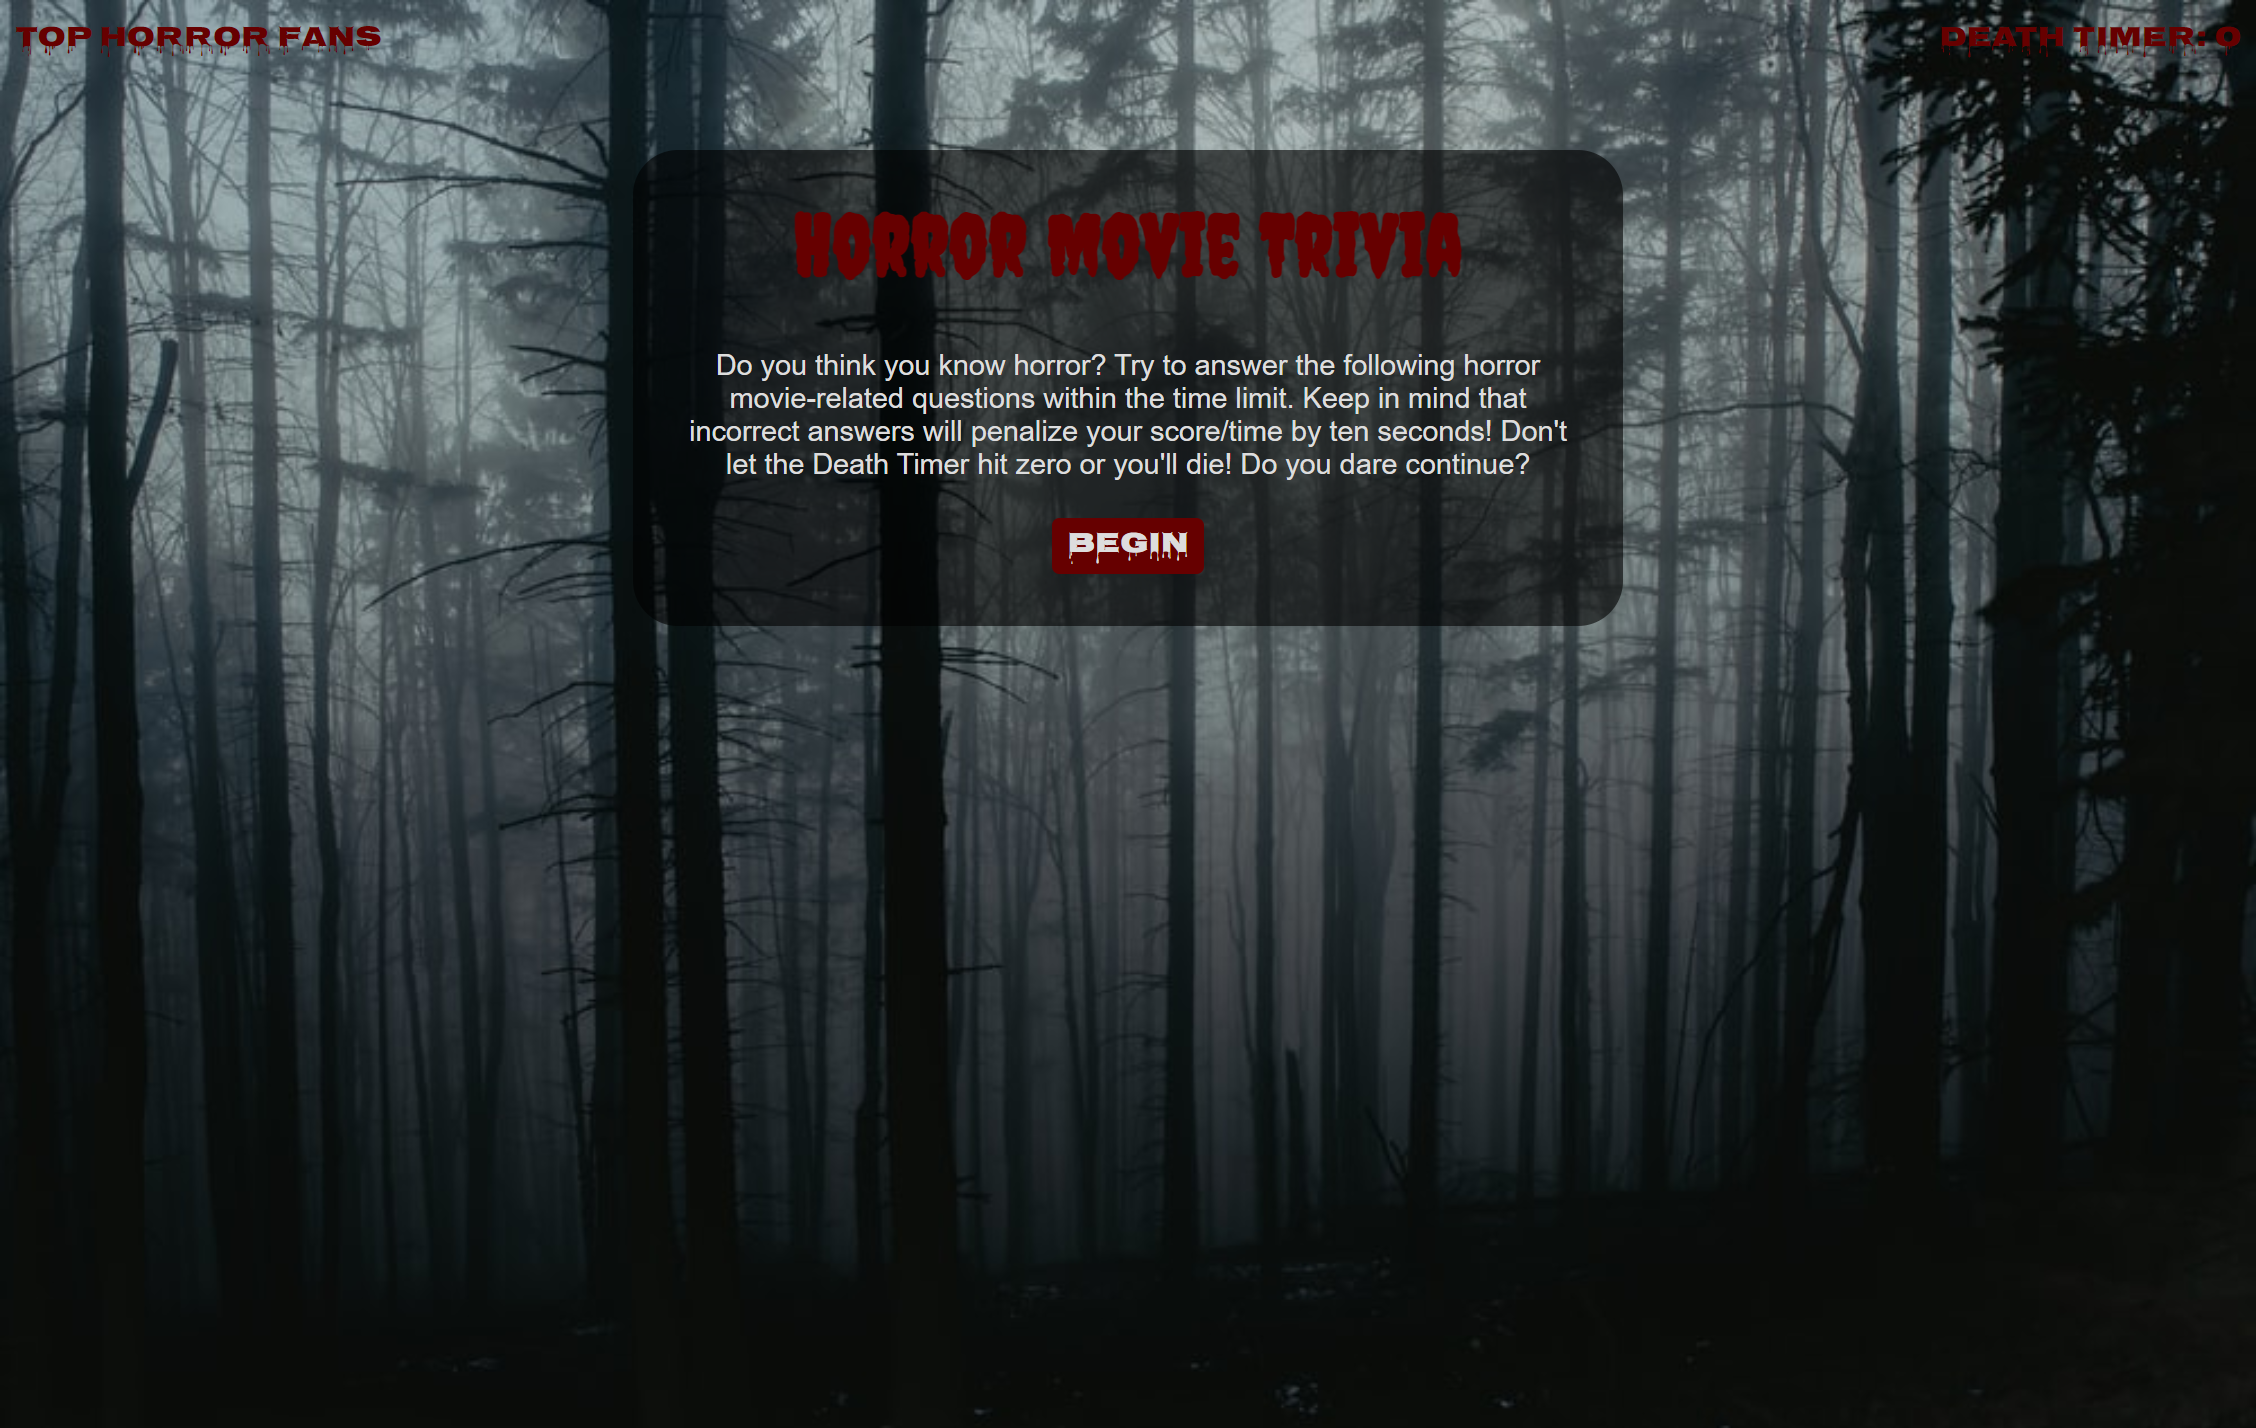 TOP HORROR FANS
DEATH TIMER: 0
HORROR MOVIE TRIVIA
Do you think you know horror? Try to answer the following horror
movie-related questions within the time limit. Keep in mind that
incorrect answers will penalize your score/time by ten seconds! Don't
let the Death Timer hit zero or you'll die! Do you dare continue?
BEGIN